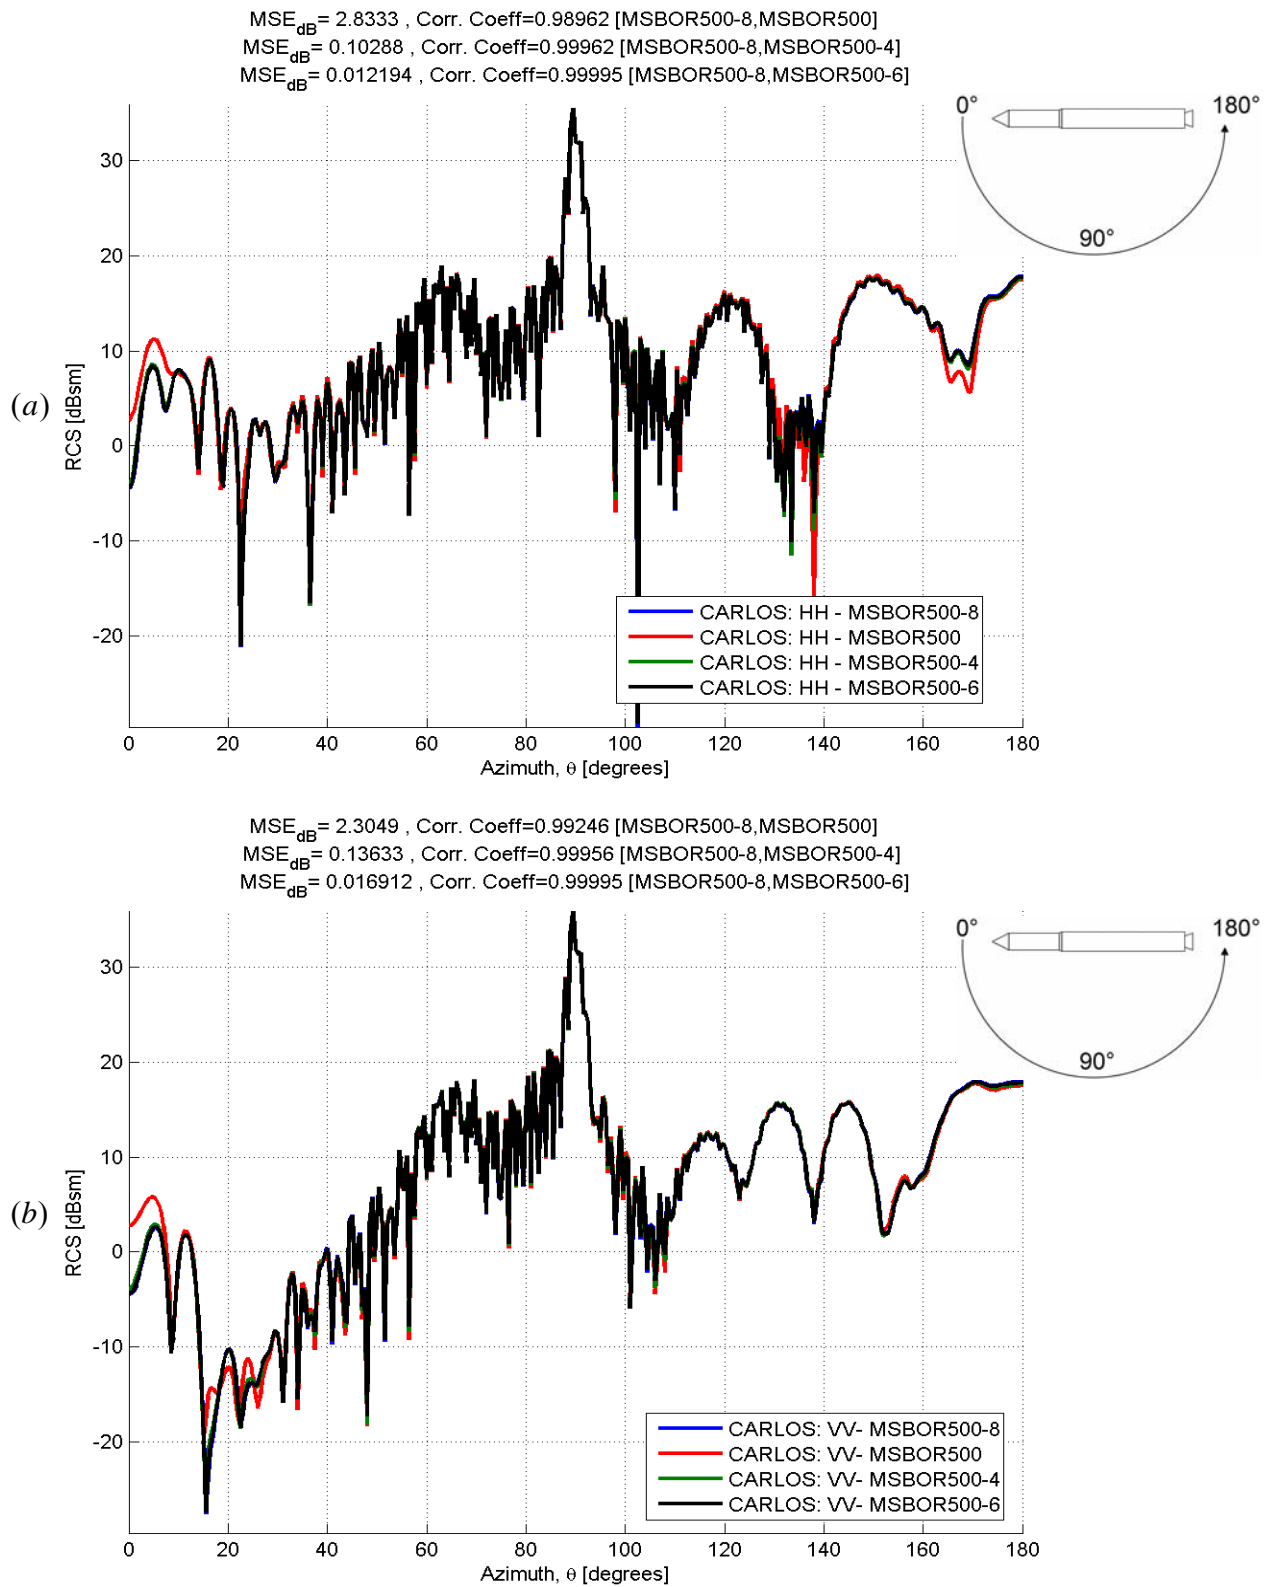 MSE_dB= 2.8333 , Corr. Coeff=0.98962 [MSBOR500-8,MSBOR500]
MSE_dB= 0.10288 , Corr. Coeff=0.99962 [MSBOR500-8,MSBOR500-4]
MSE_dB= 0.012194 , Corr. Coeff=0.99995 [MSBOR500-8,MSBOR500-6]
0°
180°
90°
(a)
RCS [dBsm]
30
20
10
0
-10
-20
CARLOS: HH - MSBOR500-8
CARLOS: HH - MSBOR500
CARLOS: HH - MSBOR500-4
CARLOS: HH - MSBOR500-6
0 20 40 60 80 100 120 140 160 180
Azimuth, θ [degrees]
MSE_dB= 2.3049 , Corr. Coeff=0.99246 [MSBOR500-8,MSBOR500]
MSE_dB= 0.13633 , Corr. Coeff=0.99956 [MSBOR500-8,MSBOR500-4]
MSE_dB= 0.016912 , Corr. Coeff=0.99995 [MSBOR500-8,MSBOR500-6]
0°
180°
90°
(b)
RCS [dBsm]
30
20
10
0
-10
-20
CARLOS: VV- MSBOR500-8
CARLOS: VV- MSBOR500
CARLOS: VV- MSBOR500-4
CARLOS: VV- MSBOR500-6
0 20 40 60 80 100 120 140 160 180
Azimuth, θ [degrees]